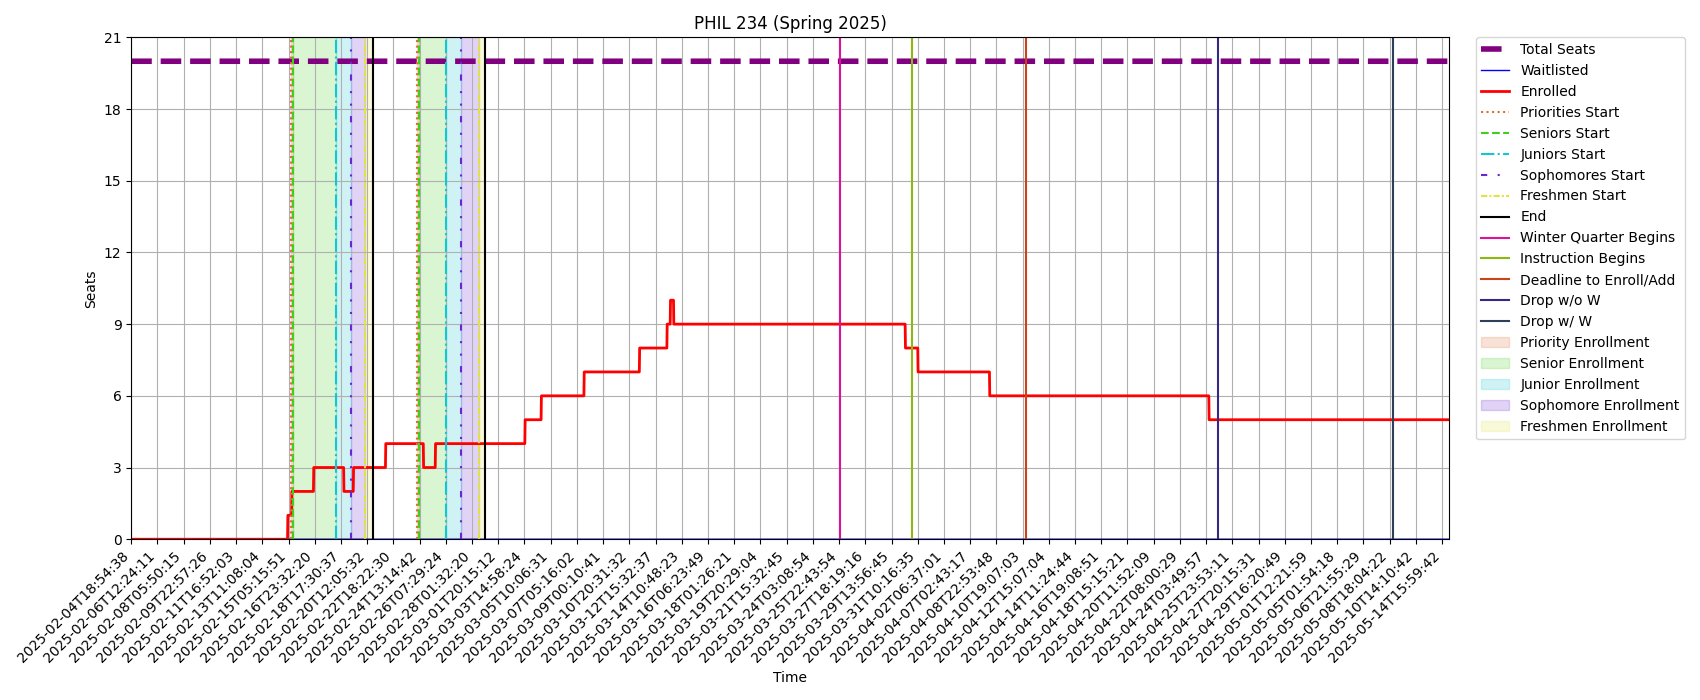 PHIL 234 (Spring 2025)
21
18
15
12
9
6
3
0
Seats
2025-02-04T18:54:38
2025-02-06T12:24:11
2025-02-08T05:50:15
2025-02-09T22:57:26
2025-02-11T16:52:03
2025-02-13T11:08:04
2025-02-15T05:15:51
2025-02-16T23:32:20
2025-02-18T17:30:37
2025-02-20T12:05:32
2025-02-22T18:22:30
2025-02-24T13:14:42
2025-02-26T07:29:24
2025-02-28T01:32:20
2025-03-01T20:15:12
2025-03-03T14:58:24
2025-03-05T10:06:31
2025-03-07T05:16:02
2025-03-09T00:10:41
2025-03-10T20:31:32
2025-03-12T15:32:37
2025-03-14T10:48:23
2025-03-16T06:23:49
2025-03-18T01:26:21
2025-03-19T20:29:04
2025-03-21T15:32:45
2025-03-24T03:08:54
2025-03-25T22:43:54
2025-03-27T18:19:16
2025-03-29T13:56:45
2025-03-31T10:16:35
2025-04-02T06:37:01
2025-04-07T02:43:17
2025-04-08T22:53:48
2025-04-10T19:07:03
2025-04-12T15:07:04
2025-04-14T11:24:44
2025-04-16T19:08:51
2025-04-18T15:15:21
2025-04-20T11:52:09
2025-04-22T08:00:29
2025-04-24T03:49:57
2025-04-25T23:53:11
2025-04-27T20:15:31
2025-04-29T16:20:49
2025-05-01T12:21:59
2025-05-05T01:54:18
2025-05-06T21:55:29
2025-05-08T18:04:22
2025-05-10T14:10:42
2025-05-14T15:59:42
Time
Total Seats
Waitlisted
Enrolled
Priorities Start
Seniors Start
Juniors Start
Sophomores Start
Freshmen Start
End
Winter Quarter Begins
Instruction Begins
Deadline to Enroll/Add
Drop w/o W
Drop w/ W
Priority Enrollment
Senior Enrollment
Junior Enrollment
Sophomore Enrollment
Freshmen Enrollment